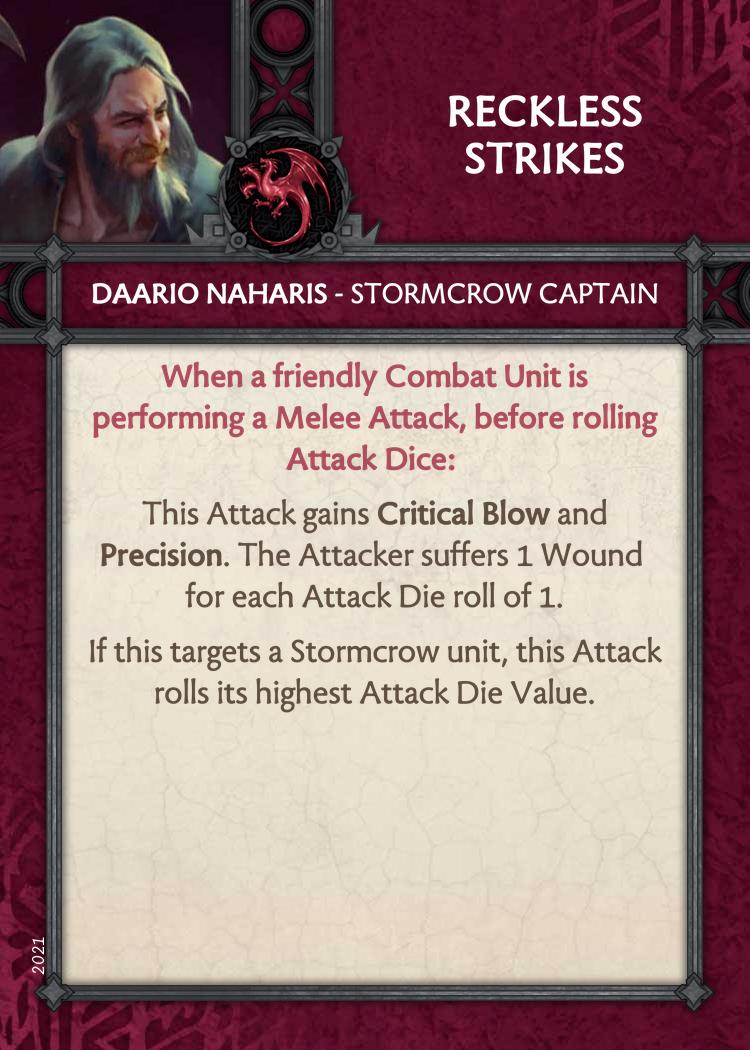 RECKLESS
STRIKES
DAARIO NAHARIS - STORMCROW CAPTAIN
When a friendly Combat Unit is
performing a Melee Attack, before rolling
Attack Dice:
This Attack gains Critical Blow and
Precision. The Attacker suffers 1 Wound
for each Attack Die roll of 1.
If this targets a Stormcrow unit, this Attack
rolls its highest Attack Die Value.
2021